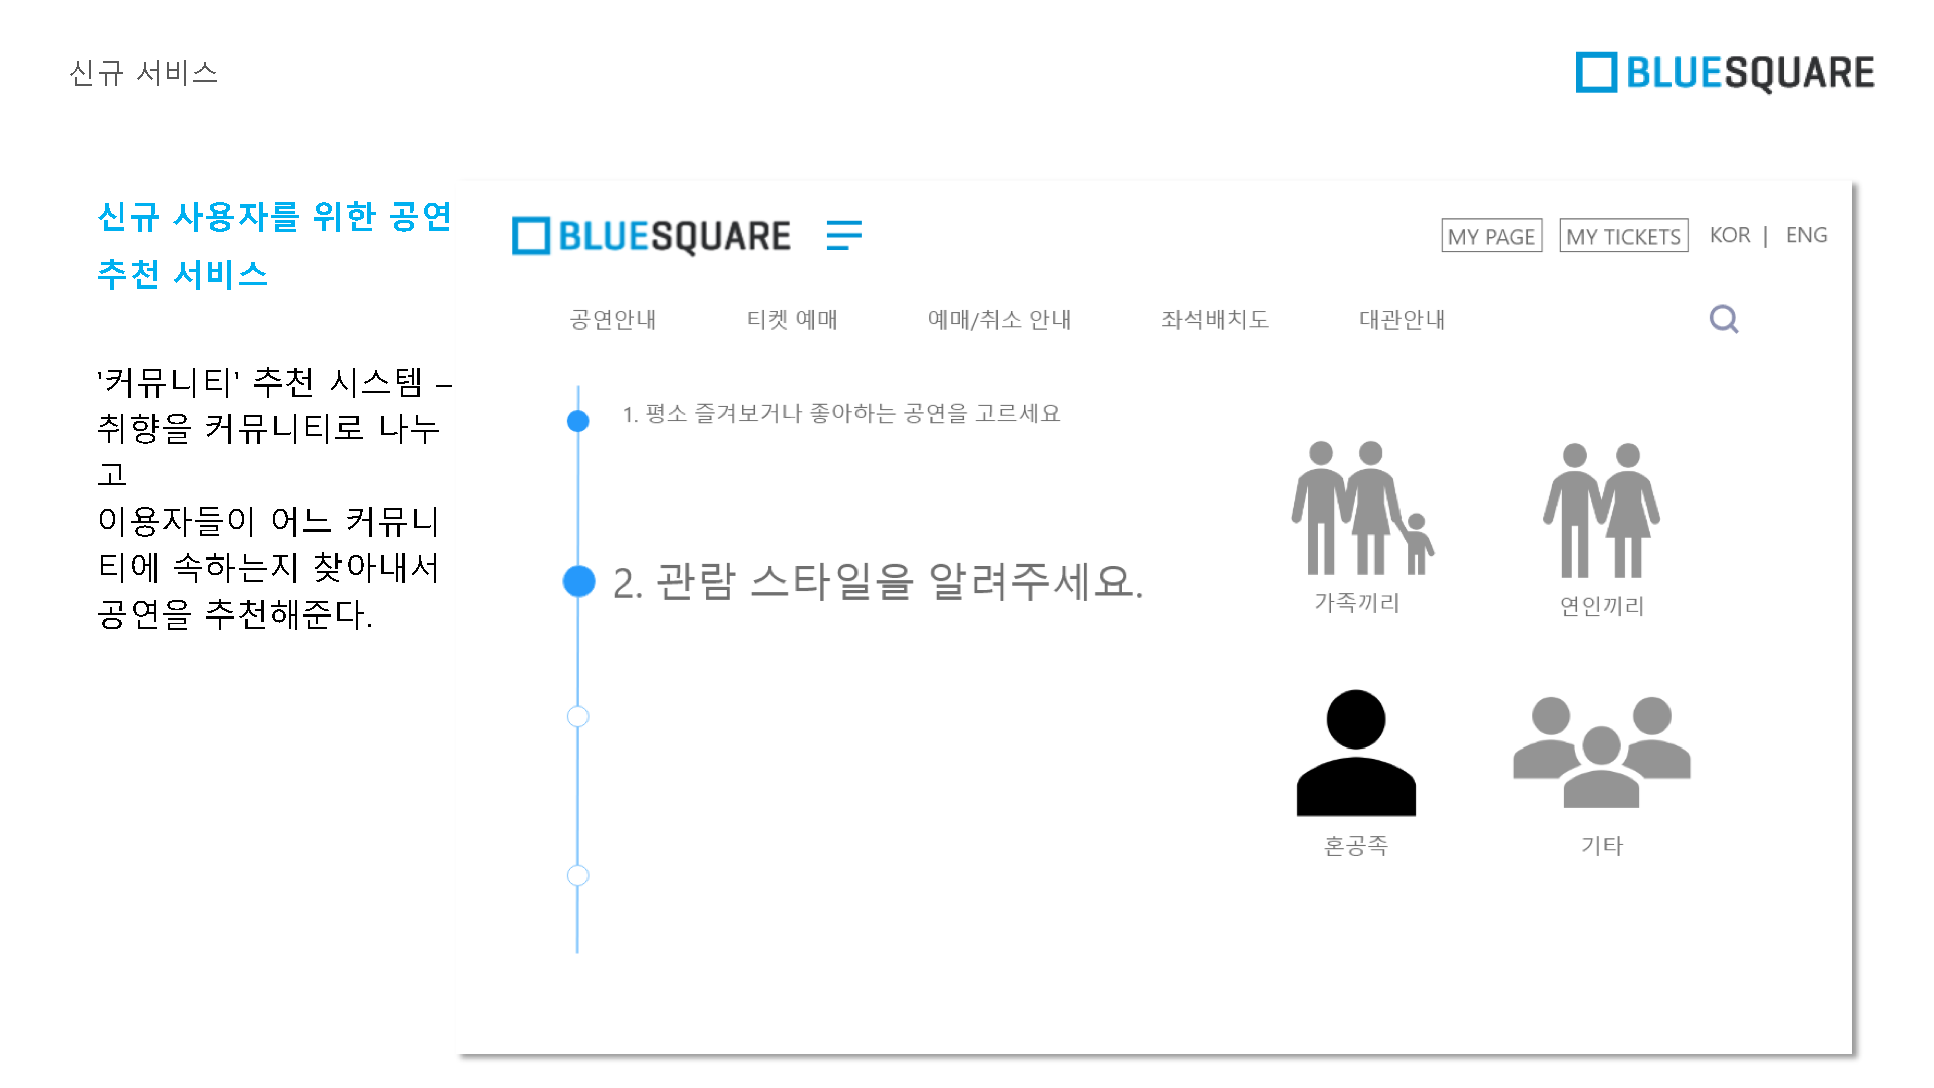 신규 서비스
BLUESQUARE
신규 사용자를 위한 공연
추천 서비스
'커뮤니티' 추천 시스템 –
취향을 커뮤니티로 나누
고
이용자들이 어느 커뮤니
티에 속하는지 찾아내서
공연을 추천해준다.
BLUESQUARE
MY PAGE MY TICKETS KOR | ENG
공연안내 티켓 예매 예매/취소 안내 좌석배치도 대관안내
1. 평소 즐겨보거나 좋아하는 공연을 고르세요
2. 관람 스타일을 알려주세요.
가족끼리 연인끼리
혼공족 기타